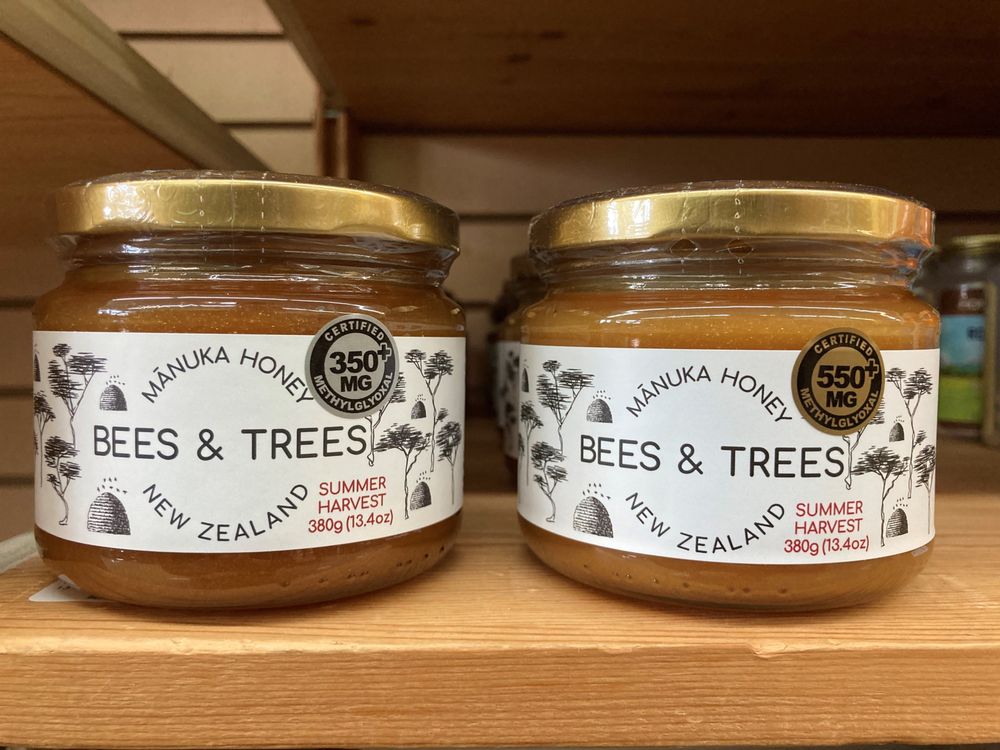 MĀNUKA HONEY
BEES & TREES
NEW ZEALAND
SUMMER
HARVEST
380g (13.4oz)
CERTIFIED
350+
MG
METHYLGLYOXAL
MĀNUKA HONEY
BEES & TREES
NEW ZEALAND
SUMMER
HARVEST
380g (13.4oz)
CERTIFIED
550+
MG
METHYLGLYOXAL